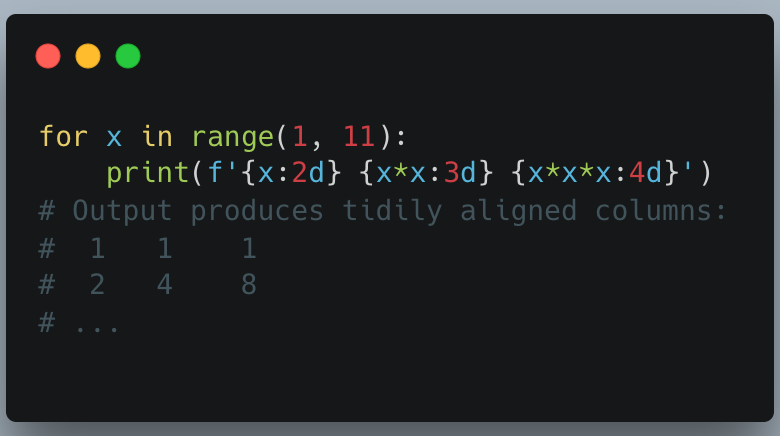 for x in range(1, 11):
    print(f'{x:2d} {x*x:3d} {x*x*x:4d}')
# Output produces tidily aligned columns:
#  1   1    1
#  2   4    8
# ...